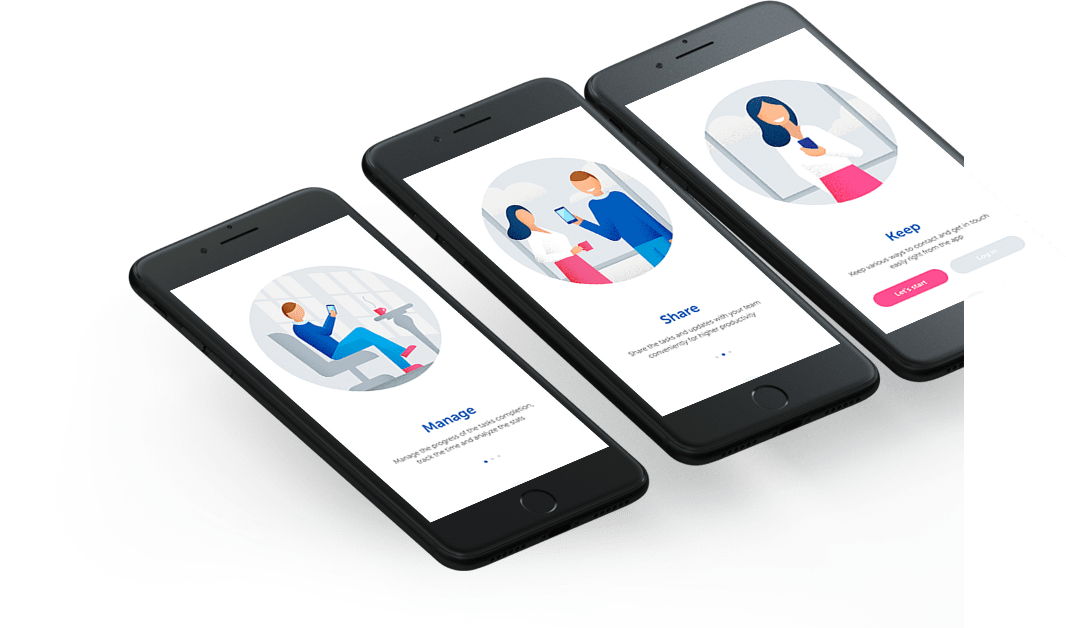 Manage
Manage the progress of the tasks completion,
track the time and analyze the stats
Share
Share the tasks and updates with your team
conveniently for higher productivity
Keep
Keep various ways to contact and get in touch
easily right from the app
Let's start
Log in